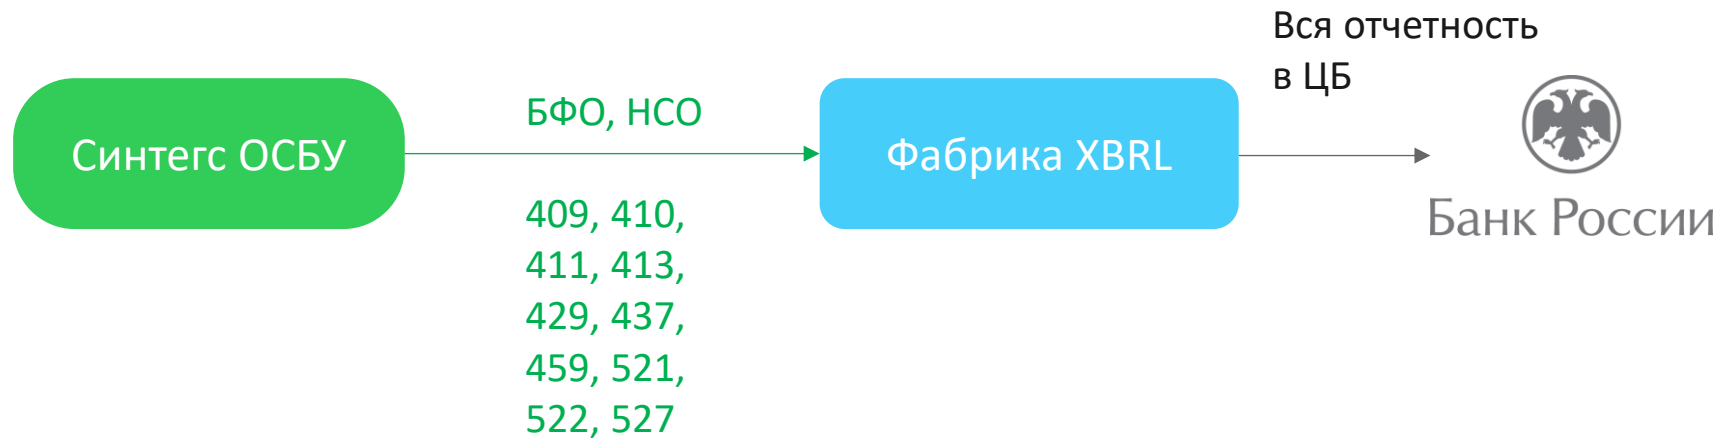 Вся отчетность
в ЦБ
Синтегс ОСБУ
БФО, НСО
409, 410,
411, 413,
429, 437,
459, 521,
522, 527
Фабрика XBRL
Банк России